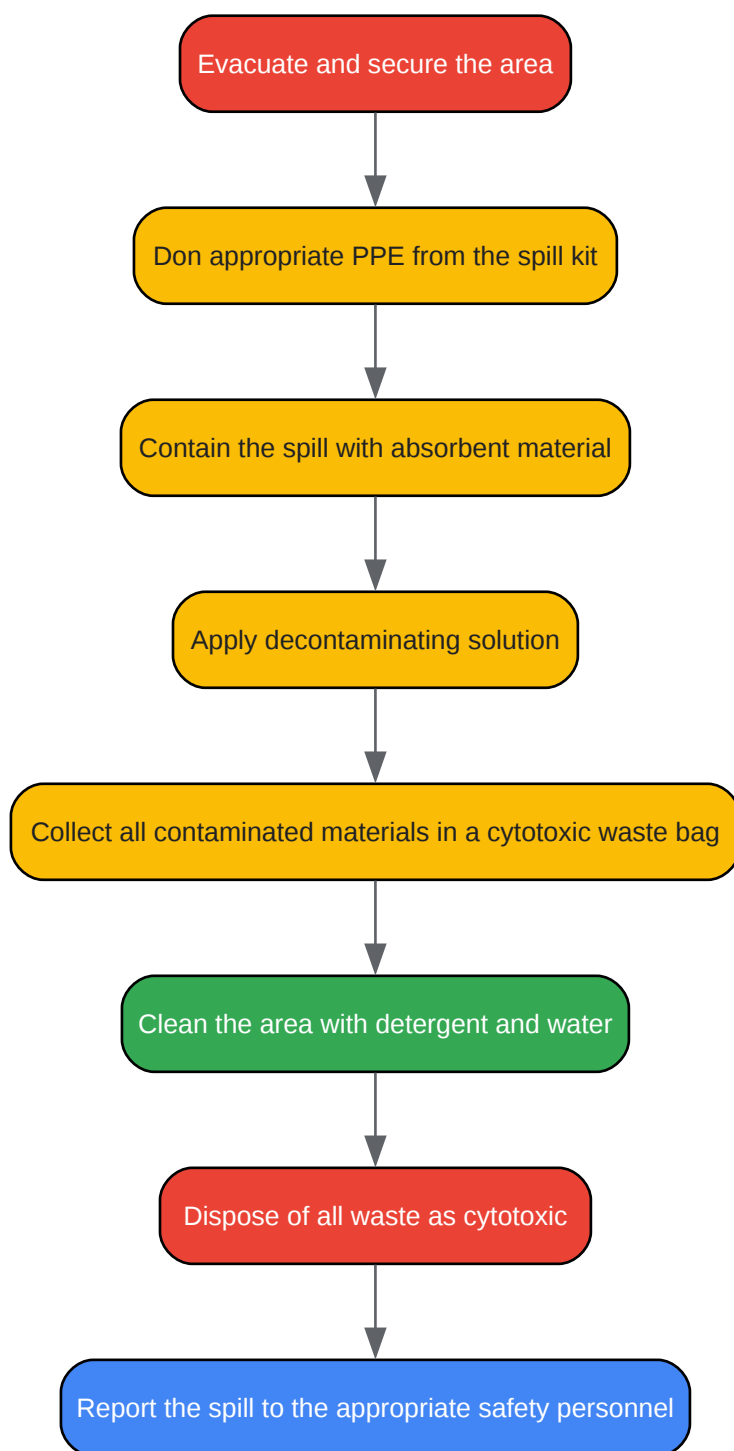 Evacuate and secure the area
Don appropriate PPE from the spill kit
Contain the spill with absorbent material
Apply decontaminating solution
Collect all contaminated materials in a cytotoxic waste bag
Clean the area with detergent and water
Dispose of all waste as cytotoxic
Report the spill to the appropriate safety personnel